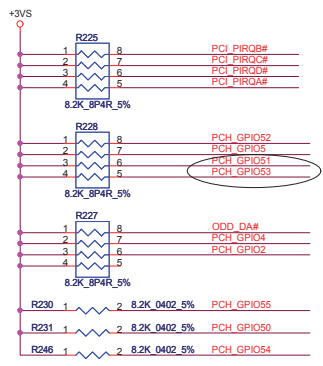 +3VS
R225
1 8 PCI_PIRQB#
2 7 PCI_PIRQC#
3 6 PCI_PIRQD#
4 5 PCI_PIRQA#
8.2K_8P4R_5%
R228
1 8 PCH_GPIO52
2 7 PCH_GPIO5
3 6 PCH_GPIO51
4 5 PCH_GPIO53
8.2K_8P4R_5%
R227
1 8 ODD_DA#
2 7 PCH_GPIO4
3 6 PCH_GPIO2
4 5
8.2K_8P4R_5%
R230 1 2 8.2K_0402_5% PCH_GPIO55
R231 1 2 8.2K_0402_5% PCH_GPIO50
R246 1 2 8.2K_0402_5% PCH_GPIO54